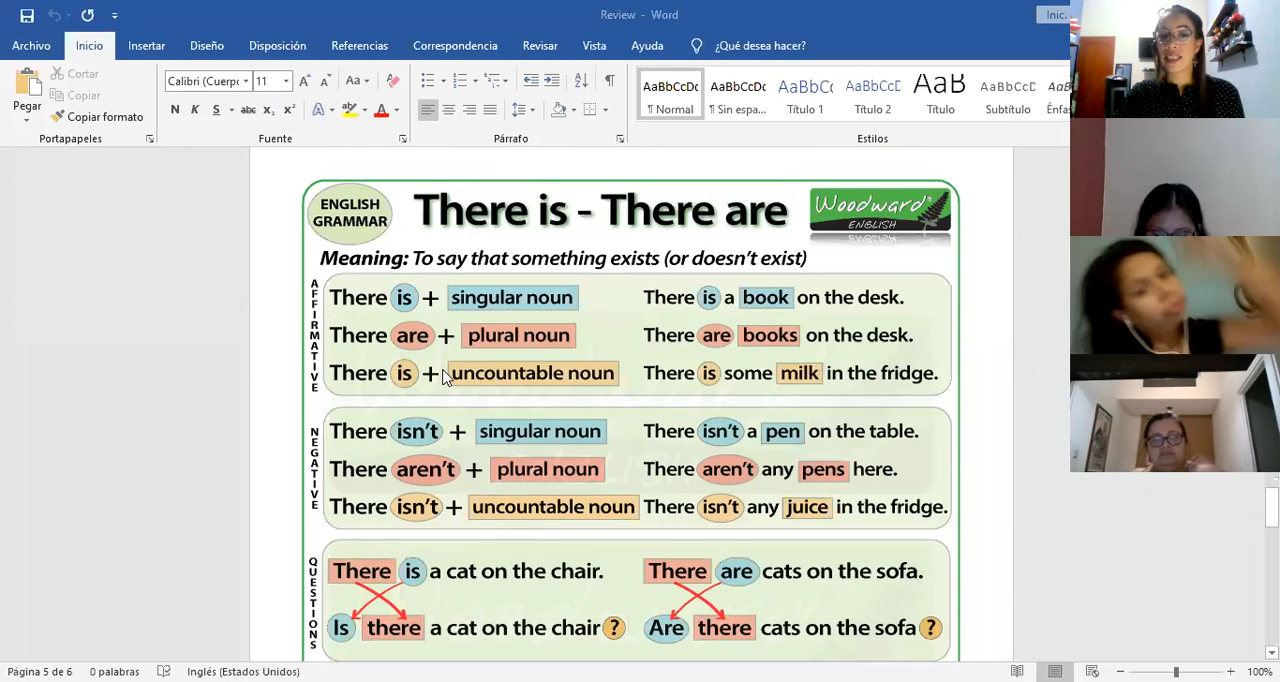 Review - Word
Inic.
Archivo Inicio Insertar Diseño Disposición Referencias Correspondencia Revisar Vista Ayuda ¿Qué desea hacer?
Pegar
Cortar
Copiar
Copiar formato
Portapapeles
Calibri (Cuerpo 11
Aa
N K S abc x₂ x² A A
Fuente
Párrafo
AaBbCcDc AaBbCcDc AaBbCc AaBbCcD AaB AaBbCcD
¶ Normal ¶ Sin espa... Título 1 Título 2 Título Subtítulo Énfas
Estilos
ENGLISH
GRAMMAR
There is - There are
Woodward®
ENGLISH
Meaning: To say that something exists (or doesn't exist)
AFFIRMATIVE
There is + singular noun There is a book on the desk.
There are + plural noun There are books on the desk.
There is + uncountable noun There is some milk in the fridge.
NEGATIVE
There isn't + singular noun There isn't a pen on the table.
There aren't + plural noun There aren't any pens here.
There isn't + uncountable noun There isn't any juice in the fridge.
QUESTIONS
There is a cat on the chair. There are cats on the sofa.
Is there a cat on the chair ? Are there cats on the sofa ?
Página 5 de 6 0 palabras Inglés (Estados Unidos) 100%